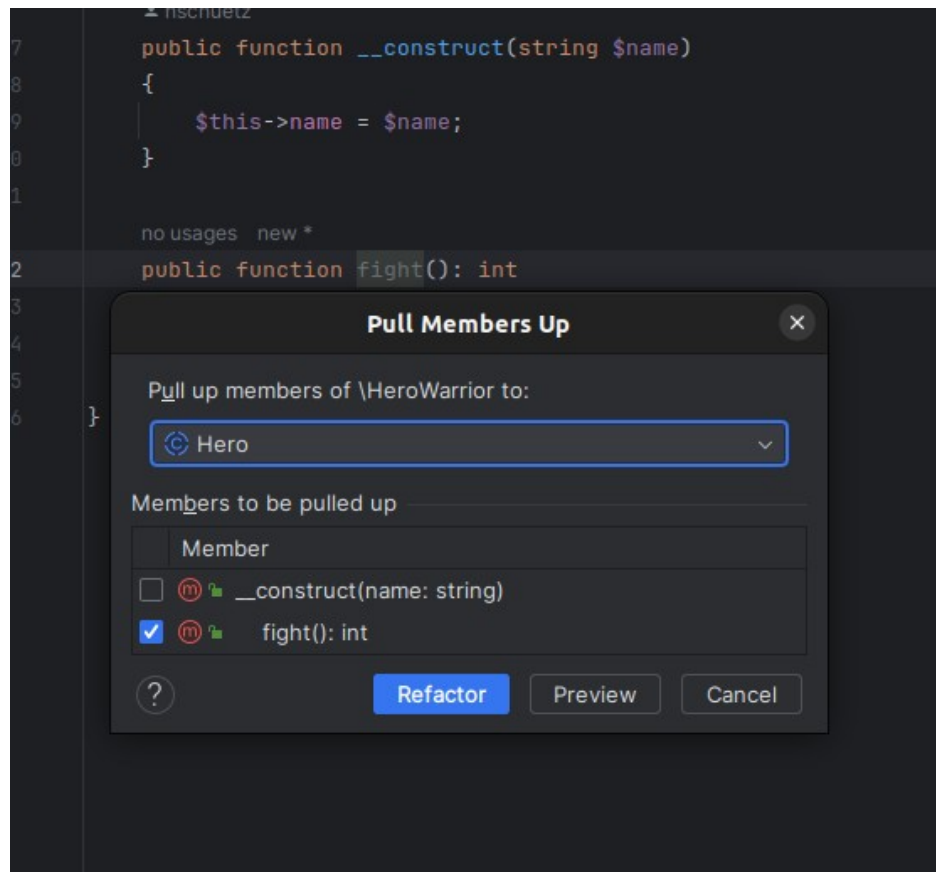 nschuetz
7 public function __construct(string $name)
8 {
9 $this->name = $name;
0 }
1
no usages new *
2 public function fight(): int
3
Pull Members Up
4
5 Pull up members of \HeroWarrior to:
6 }
Hero
Members to be pulled up
Member
__construct(name: string)
fight(): int
? Refactor Preview Cancel